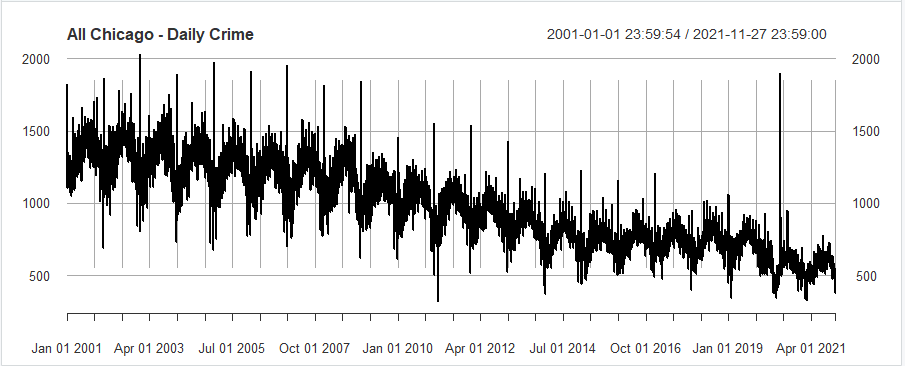 All Chicago - Daily Crime 2001-01-01 23:59:54 / 2021-11-27 23:59:00
2000 2000
1500 1500
1000 1000
500 500
Jan 01 2001 Apr 01 2003 Jul 01 2005 Oct 01 2007 Jan 01 2010 Apr 01 2012 Jul 01 2014 Oct 01 2016 Jan 01 2019 Apr 01 2021